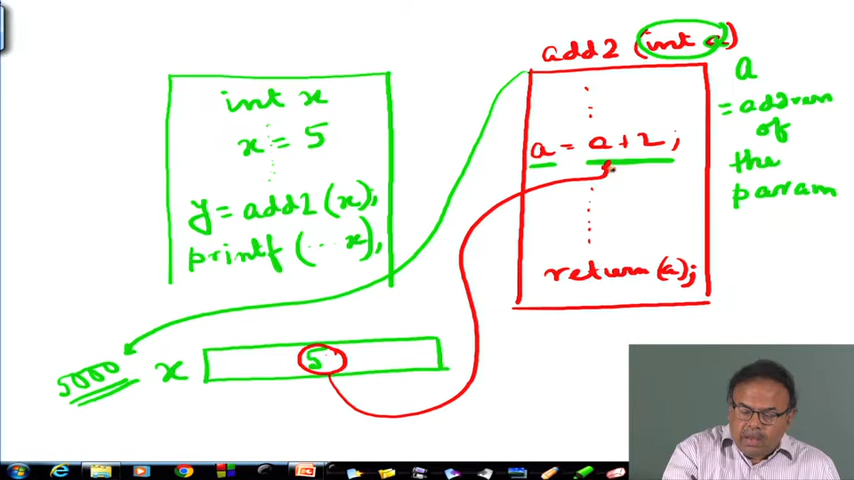 int x
x = 5
y = add2 (x);
printf (... x);
5000
x
5
add2 (int a)
a = a + 2;
return (a);
a
= address
of
the
param